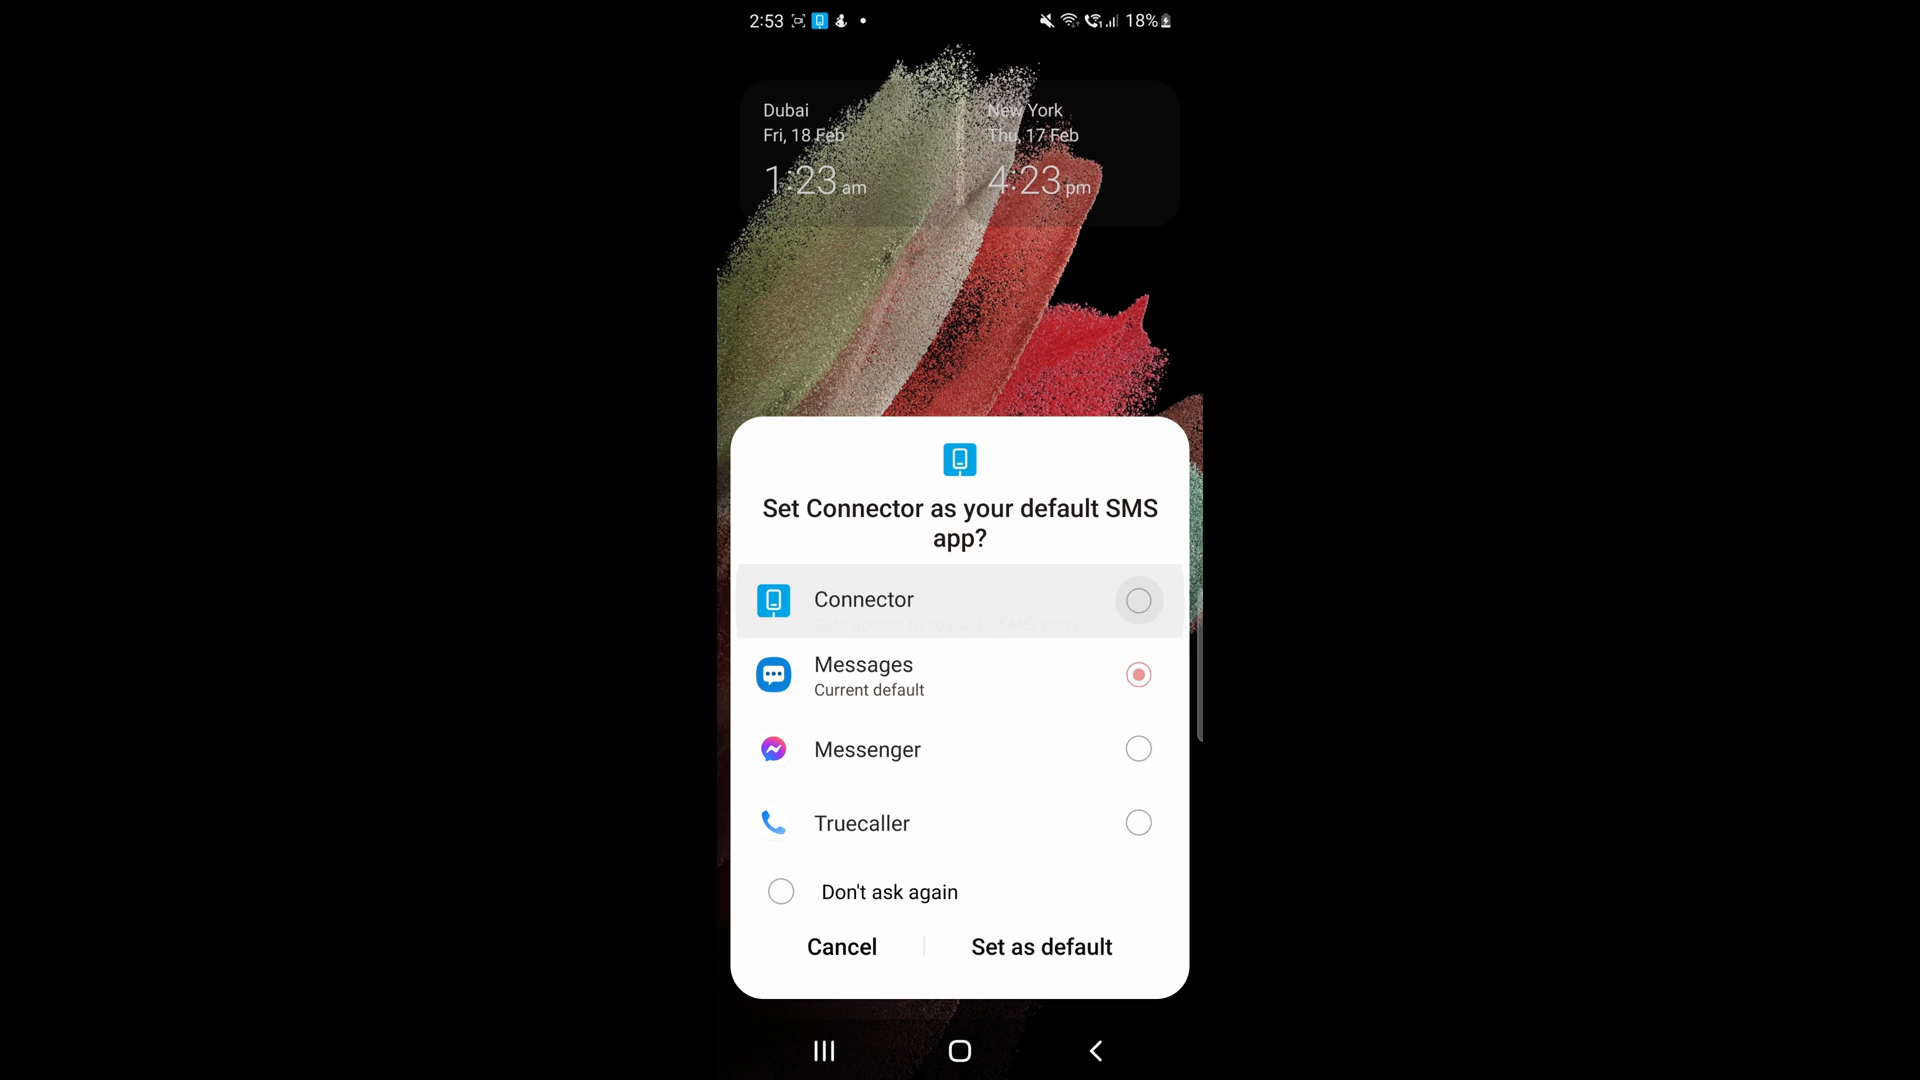 2:53
18%
Dubai
Fri, 18 Feb
1:23 am
New York
Thu, 17 Feb
4:23 pm
Set Connector as your default SMS
app?
Connector
Messages
Current default
Messenger
Truecaller
Don't ask again
Cancel
Set as default